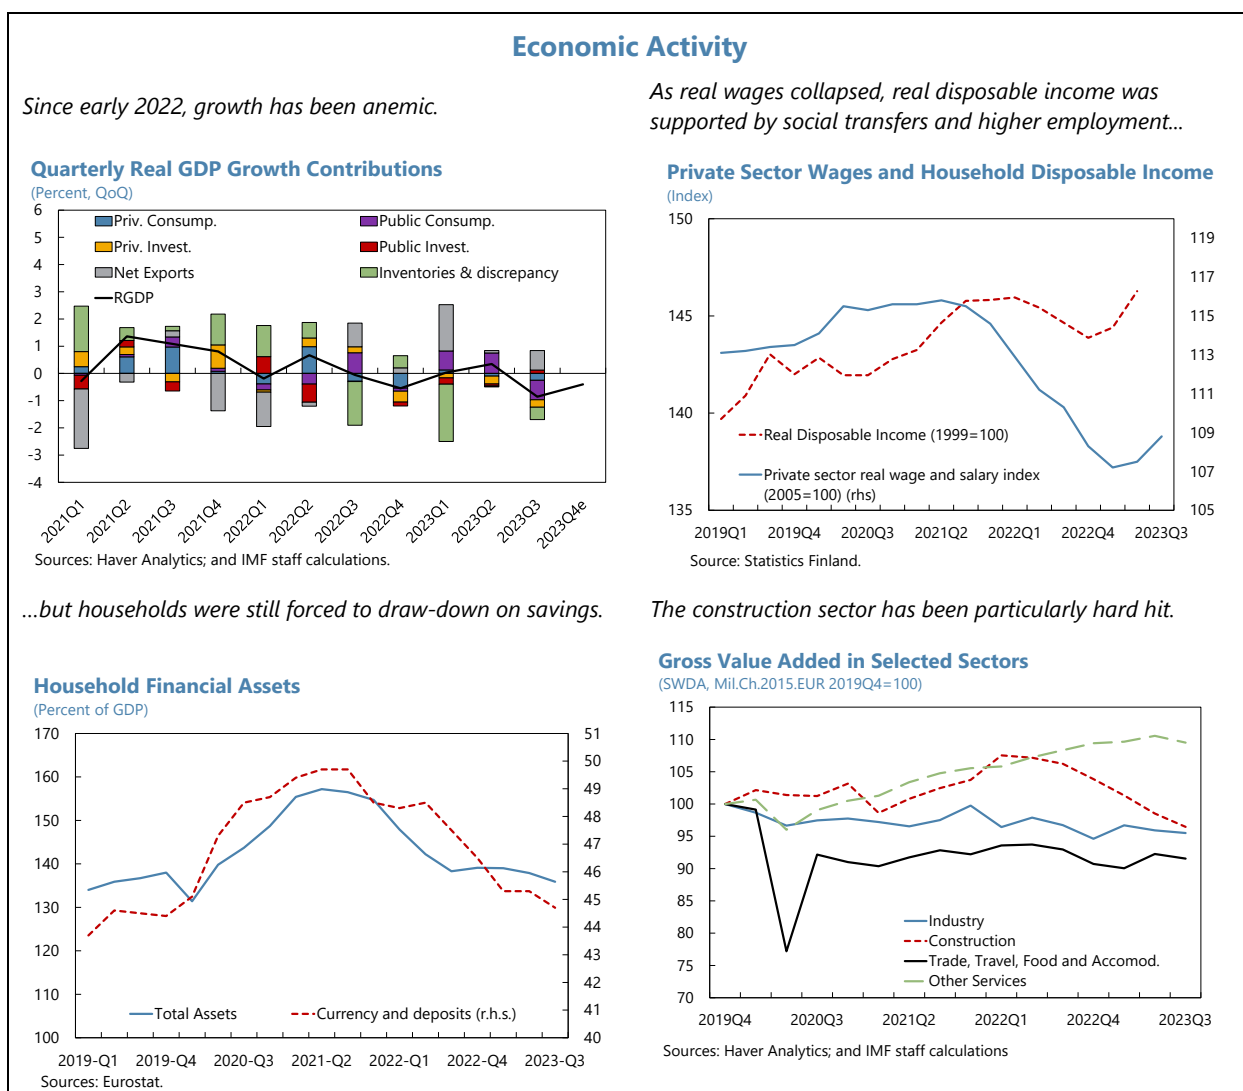 Economic Activity
Since early 2022, growth has been anemic.
Quarterly Real GDP Growth Contributions
(Percent, QoQ)
6
5
4
3
2
1
0
-1
-2
-3
-4
Priv. Consump.
Public Consump.
Priv. Invest.
Public Invest.
Net Exports
Inventories & discrepancy
RGDP
2021Q1
2021Q2
2021Q3
2021Q4
2022Q1
2022Q2
2022Q3
2022Q4
2023Q1
2023Q2
2023Q3
2023Q4e
Sources: Haver Analytics; and IMF staff calculations.
As real wages collapsed, real disposable income was
supported by social transfers and higher employment...
Private Sector Wages and Household Disposable Income
(Index)
150
145
140
135
119
117
115
113
111
109
107
105
Real Disposable Income (1999=100)
Private sector real wage and salary index
(2005=100) (rhs)
2019Q1
2019Q4
2020Q3
2021Q2
2022Q1
2022Q4
2023Q3
Source: Statistics Finland.
...but households were still forced to draw-down on savings.
Household Financial Assets
(Percent of GDP)
170
160
150
140
130
120
110
100
51
50
49
48
47
46
45
44
43
42
41
40
Total Assets
Currency and deposits (r.h.s.)
2019-Q1
2019-Q4
2020-Q3
2021-Q2
2022-Q1
2022-Q4
2023-Q3
Sources: Eurostat.
The construction sector has been particularly hard hit.
Gross Value Added in Selected Sectors
(SWDA, Mil.Ch.2015.EUR 2019Q4=100)
115
110
105
100
95
90
85
80
75
70
Industry
Construction
Trade, Travel, Food and Accomod.
Other Services
2019Q4
2020Q3
2021Q2
2022Q1
2022Q4
2023Q3
Sources: Haver Analytics; and IMF staff calculations